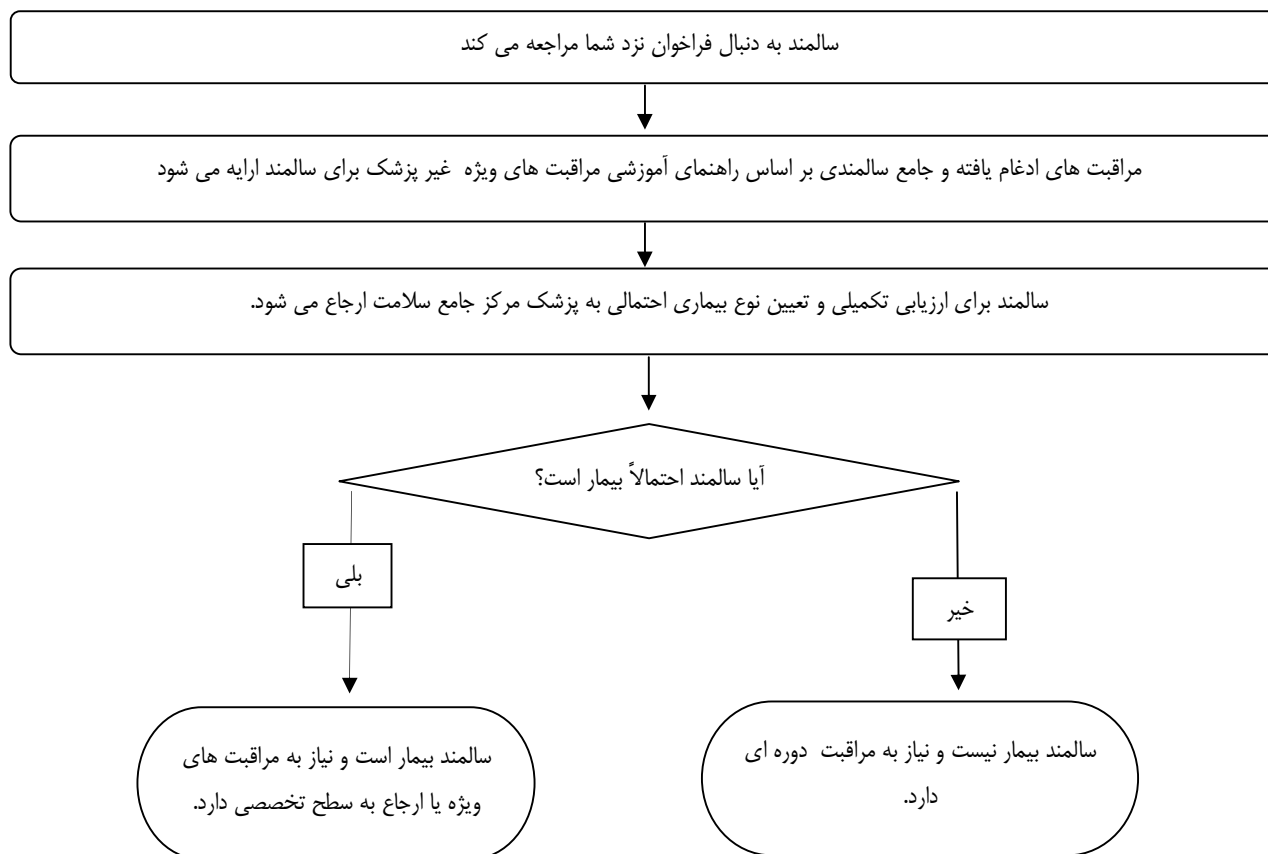 سالمند به دنبال فراخوان نزد شما مراجعه می کند
مراقبت های ادغام یافته و جامع سالمندی بر اساس راهنمای آموزشی مراقبت های ویژه  غیر پزشک برای سالمند ارایه می شود
سالمند برای ارزیابی تکمیلی و تعیین نوع بیماری احتمالی به پزشک مرکز جامع سلامت ارجاع می شود.
آیا سالمند احتمالاً بیمار است؟
بلی
خیر
سالمند بیمار نیست و نیاز به مراقبت  دوره ای
دارد.
سالمند بیمار است و نیاز به مراقبت های
ویژه یا ارجاع به سطح تخصصی دارد.